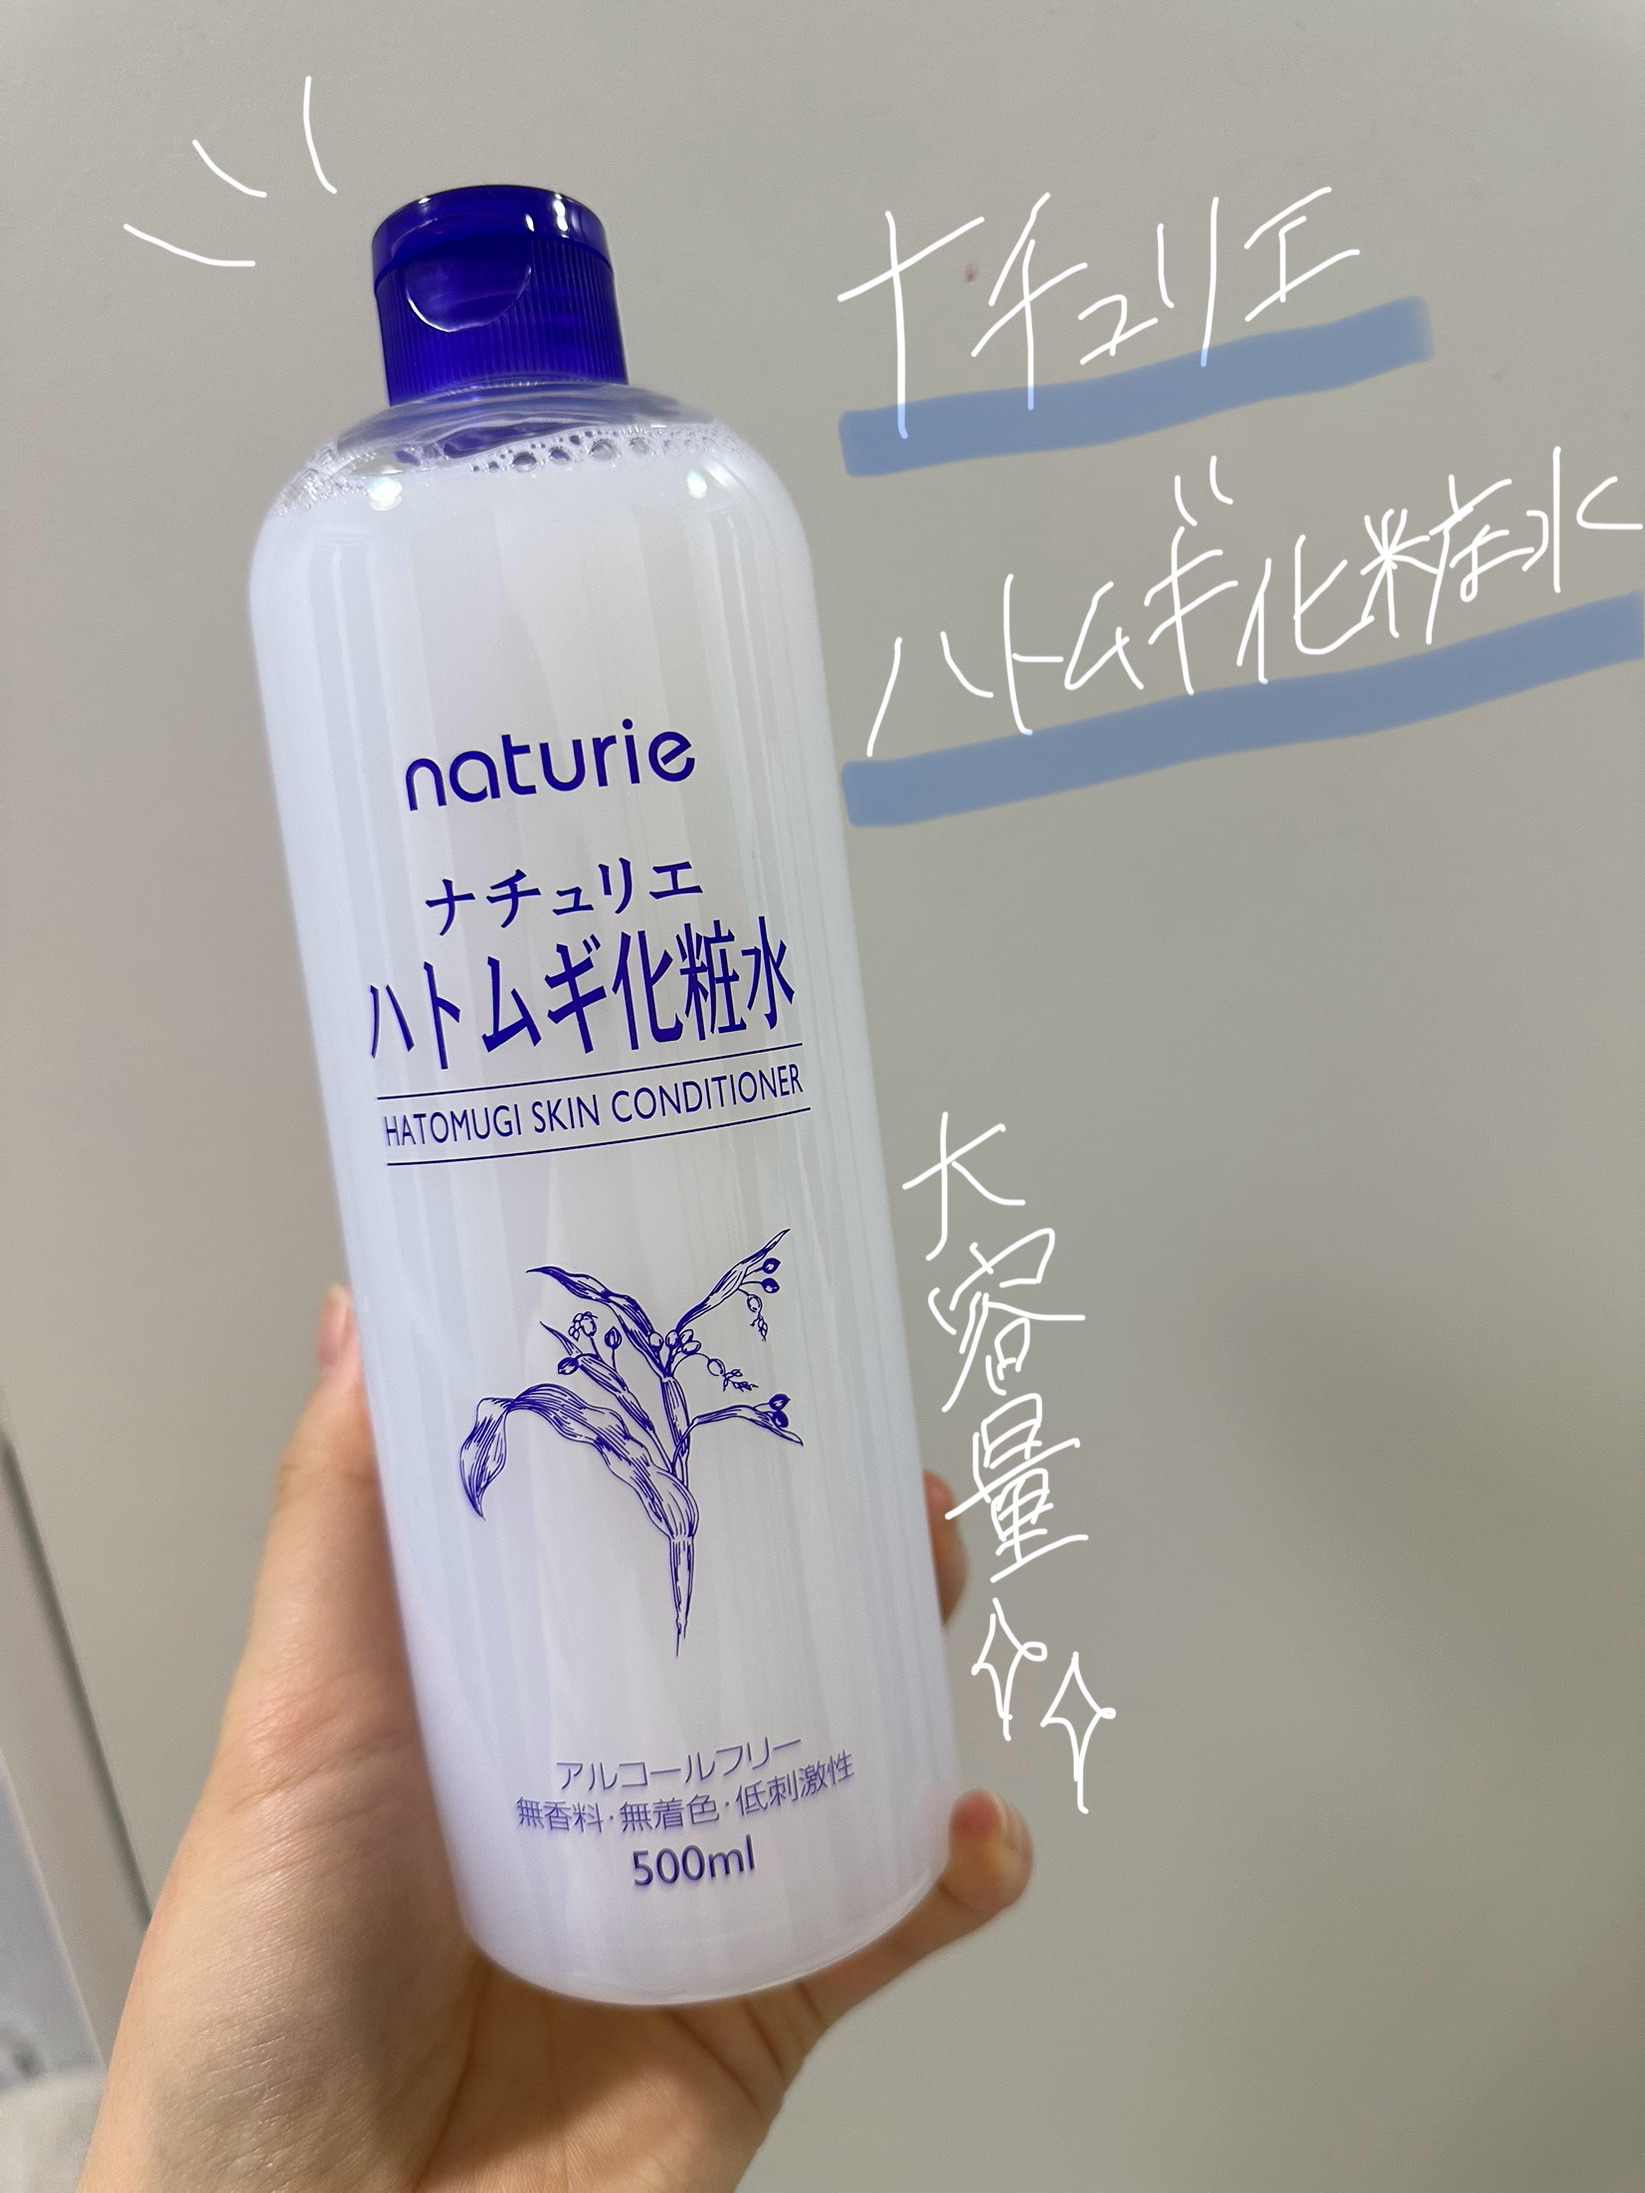 ナチュリエ
ハトムギ化粧水
naturie
ナチュリエ
ハトムギ化粧水
HATOMUGI SKIN CONDITIONER
大容量
アルコールフリー
無香料・無着色・低刺激性
500ml